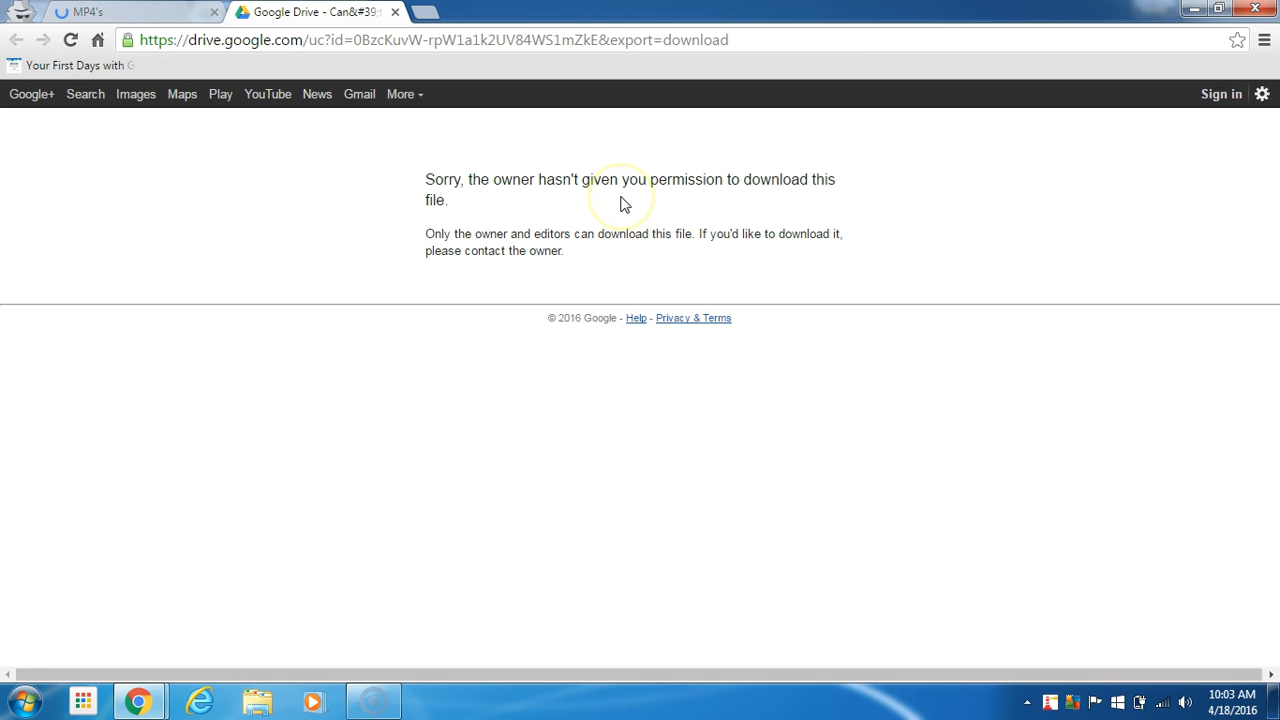 MP4's
Google Drive - Can&#39;t
https://drive.google.com/uc?id=0BzcKuvW-rpW1a1k2UV84WS1mZkE&export=download
Your First Days with G
Google+ Search Images Maps Play YouTube News Gmail More Sign in
Sorry, the owner hasn't given you permission to download this
file.
Only the owner and editors can download this file. If you'd like to download it,
please contact the owner.
© 2016 Google - Help - Privacy & Terms
10:03 AM
4/18/2016